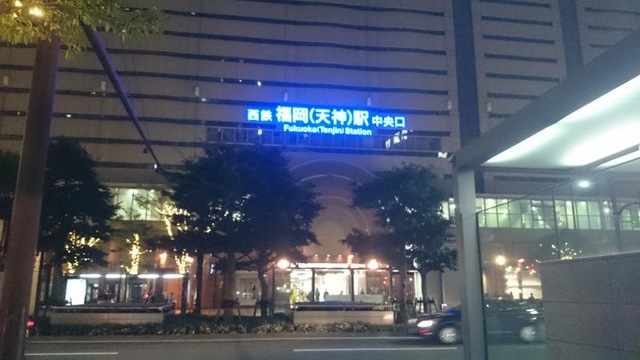 西鉄 福岡(天神)駅 中央口
Fukuoka(Tenjin) Station